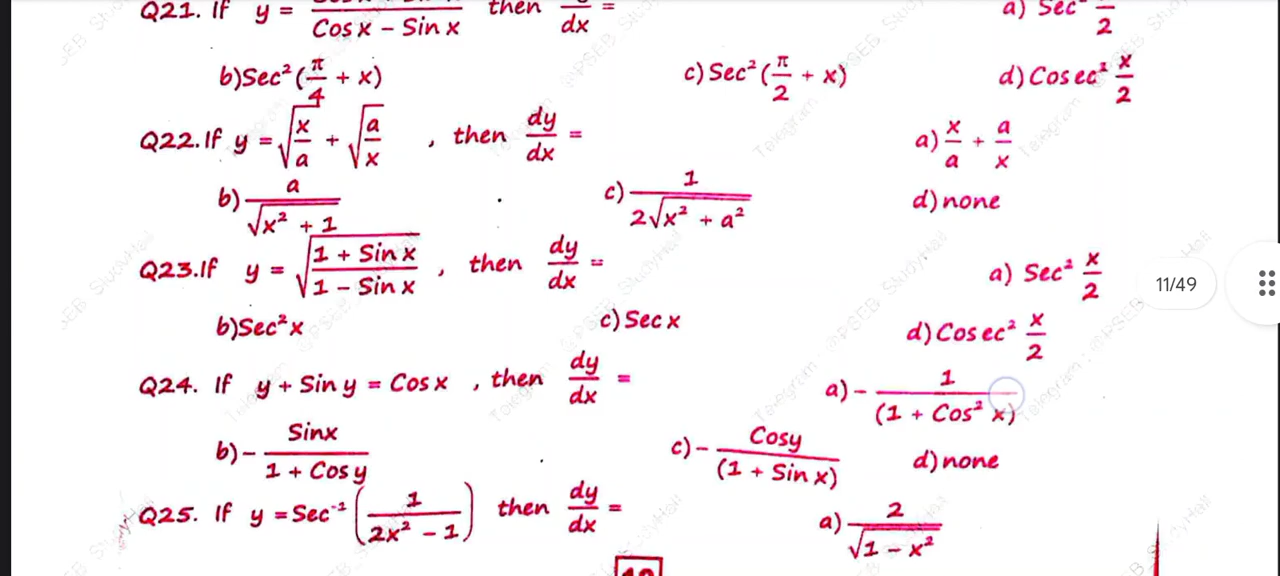 Q21. If y = / Cos x - Sin x then / dx = a) Sec² x/2
b) Sec² (π/4 + x) c) Sec² (π/2 + x) d) Cosec² x/2
Q22. If y = √(x/a) + √(a/x) , then dy/dx = a) x/a + a/x
b) a/√x² + 1 c) 1/2√x² + a² d) none
Q23. If y = √(1 + Sin x / 1 - Sin x) , then dy/dx = a) Sec² x/2
b) Sec² x c) Sec x d) Cosec² x/2
11/49
Q24. If y + Sin y = Cos x , then dy/dx = a) - 1/(1 + Cos² x)
b) - Sinx/1 + Cos y c) - Cosy/(1 + Sin x) d) none
Q25. If y = Sec⁻¹ (1/2x² - 1) then dy/dx = a) 2/√1 - x²